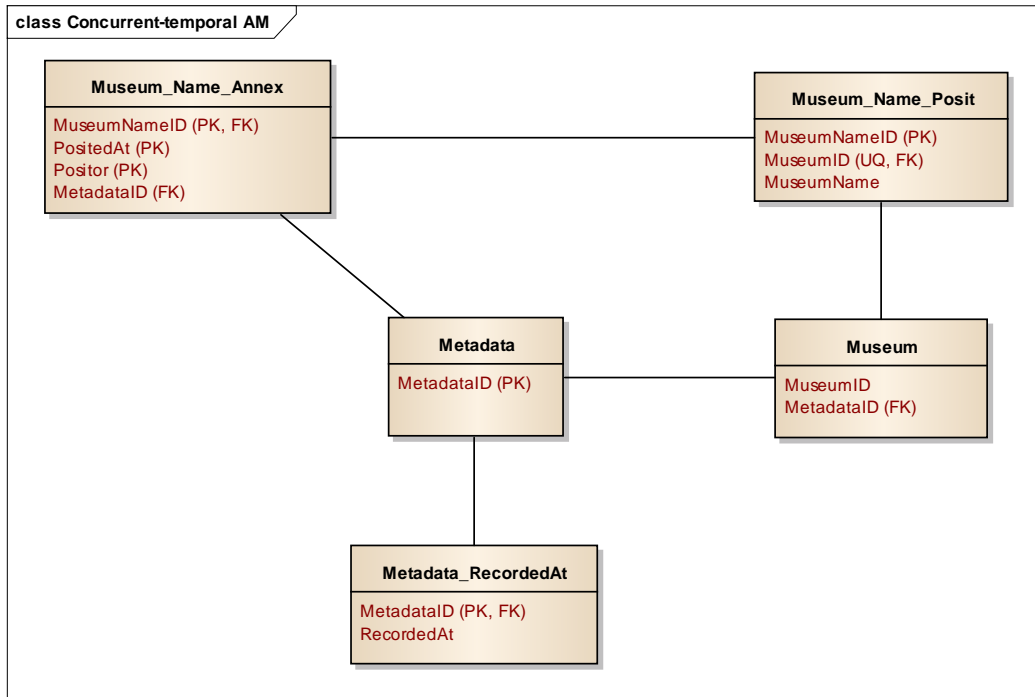 class Concurrent-temporal AM
Museum_Name_Annex
MuseumNameID (PK, FK)
PositedAt (PK)
Positor (PK)
MetadataID (FK)
Museum_Name_Posit
MuseumNameID (PK)
MuseumID (UQ, FK)
MuseumName
Metadata
MetadataID (PK)
Museum
MuseumID
MetadataID (FK)
Metadata_RecordedAt
MetadataID (PK, FK)
RecordedAt